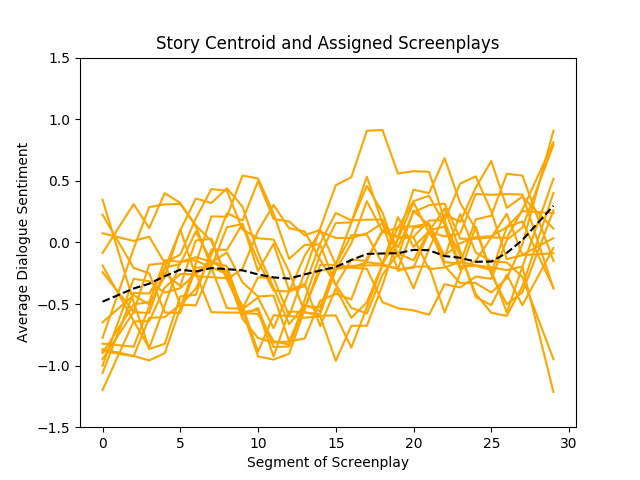 Story Centroid and Assigned Screenplays
1.5
1.0
0.5
0.0
−0.5
−1.0
−1.5
Average Dialogue Sentiment
0 5 10 15 20 25 30
Segment of Screenplay